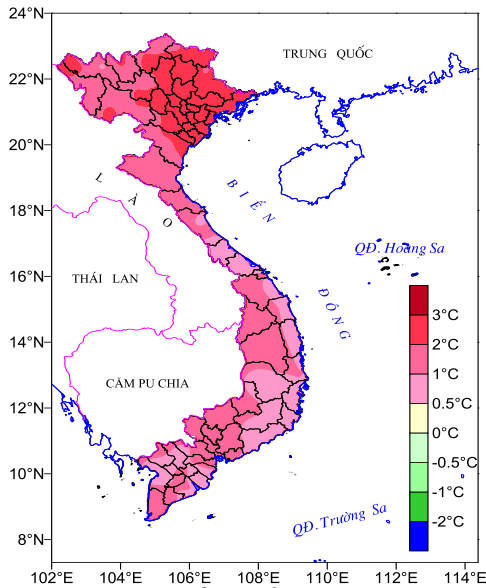 24°N
22°N
20°N
18°N
16°N
14°N
12°N
10°N
8°N
TRUNG QUỐC
LÀO
BIỂN
ĐÔNG
QĐ. Hoàng Sa
THÁI LAN
CĂM PU CHIA
QĐ. Trường Sa
3°C
2°C
1°C
0.5°C
0°C
-0.5°C
-1°C
-2°C
102°E 104°E 106°E 108°E 110°E 112°E 114°E